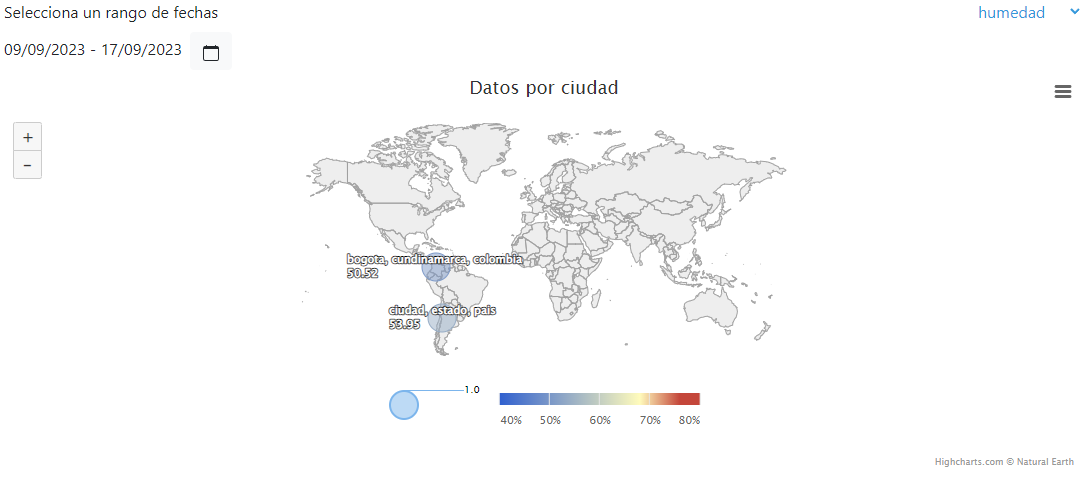 Selecciona un rango de fechas
humedad
09/09/2023 - 17/09/2023
Datos por ciudad
+
-
bogota, cundinamarca, colombia
50.52
ciudad, estado, pais
53.95
1.0
40% 50% 60% 70% 80%
Highcharts.com © Natural Earth